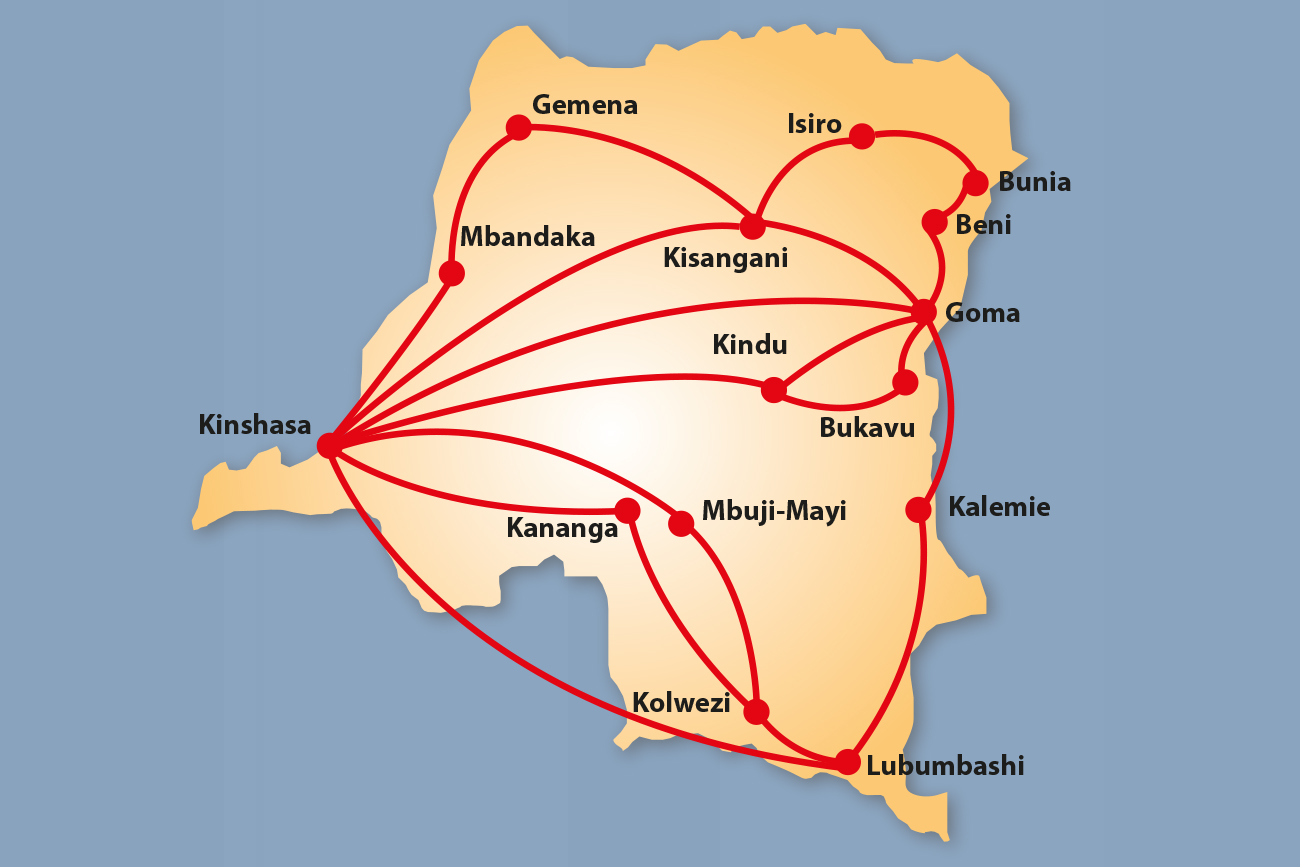 Gemena
Isiro
Bunia
Beni
Mbandaka
Kisangani
Goma
Kindu
Kinshasa
Bukavu
Kalemie
Mbuji-Mayi
Kananga
Kolwezi
Lubumbashi